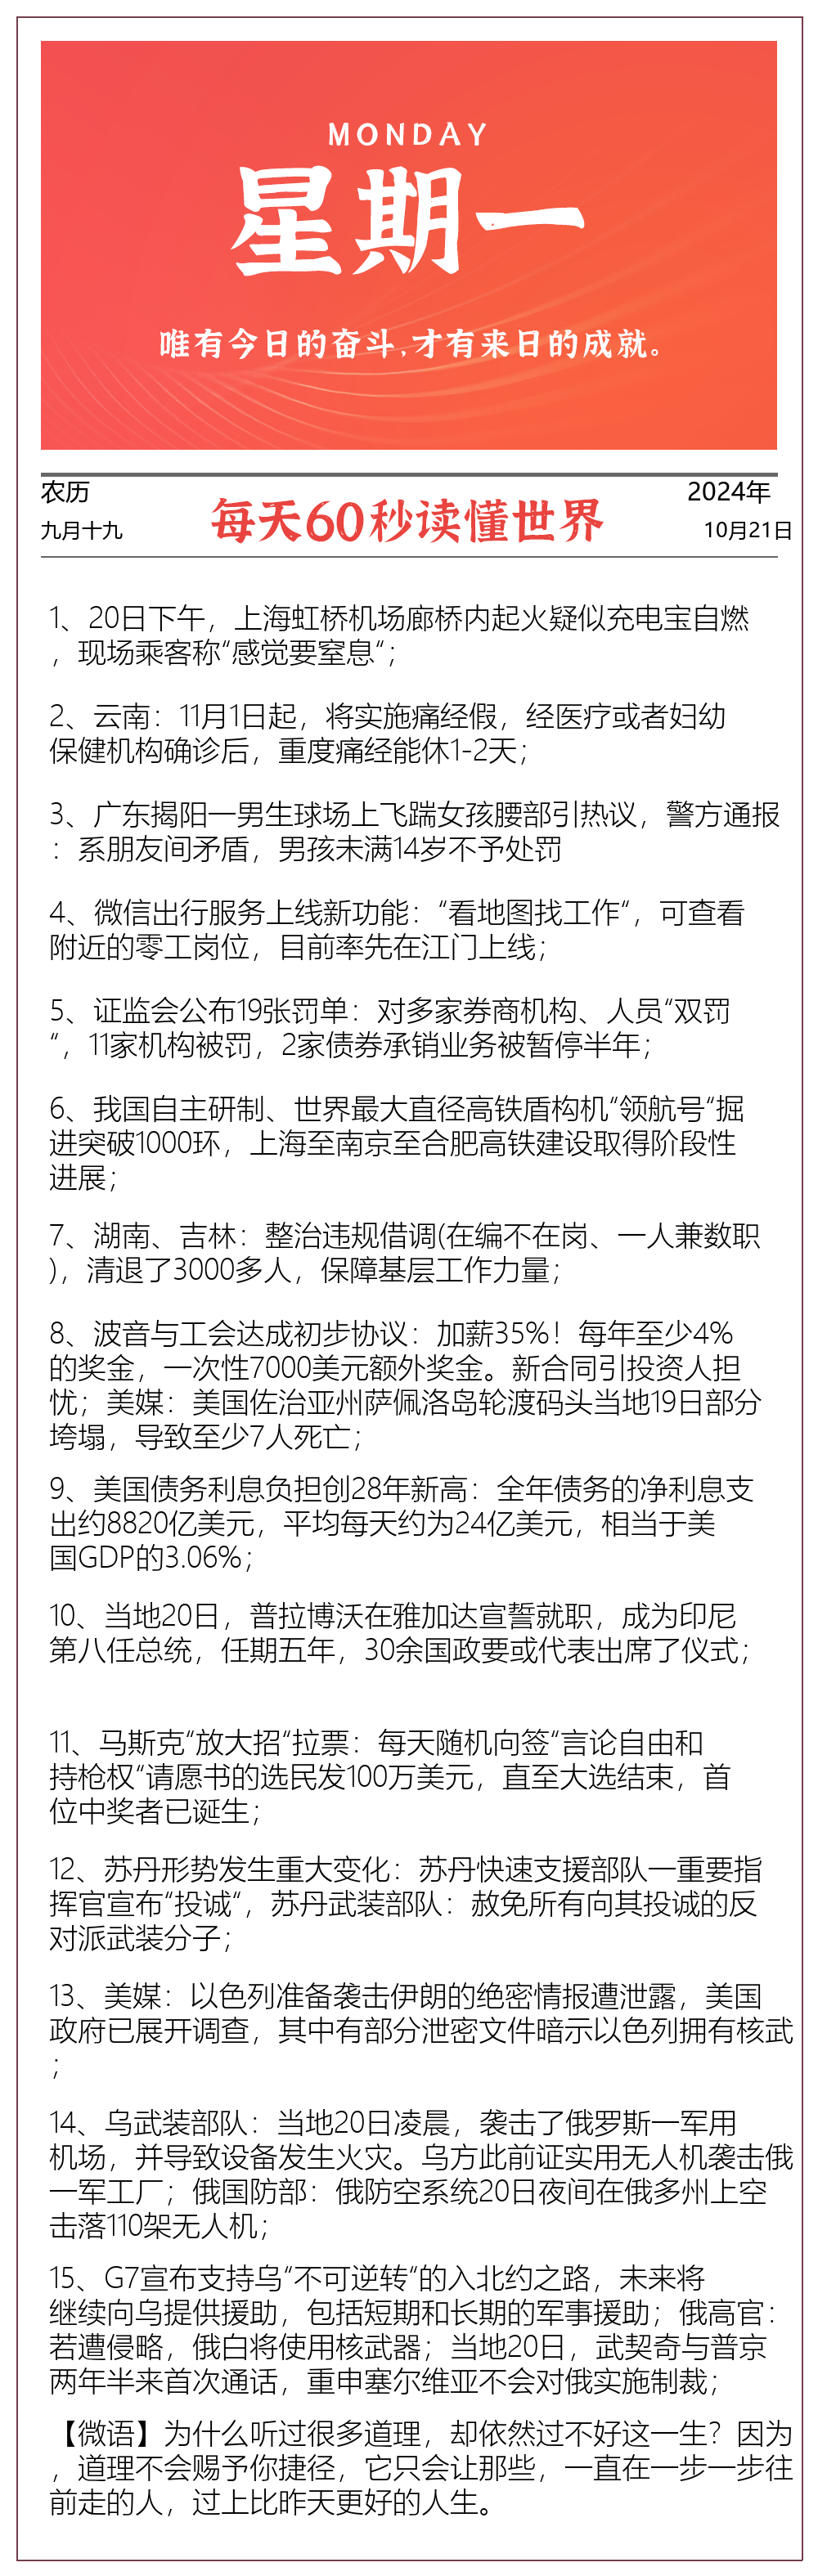 MONDAY
星期一
唯有今日的奋斗,才有来日的成就。
农历
2024年
每天60秒读懂世界
九月十九
10月21日
1、20日下午，上海虹桥机场廊桥内起火疑似充电宝自燃
，现场乘客称“感觉要窒息“；
2、云南：11月1日起，将实施痛经假，经医疗或者妇幼
保健机构确诊后，重度痛经能休1-2天；
3、广东揭阳一男生球场上飞踹女孩腰部引热议，警方通报
：系朋友间矛盾，男孩未满14岁不予处罚
4、微信出行服务上线新功能：“看地图找工作“，可查看
附近的零工岗位，目前率先在江门上线；
5、证监会公布19张罚单：对多家券商机构、人员“双罚
“，11家机构被罚，2家债券承销业务被暂停半年；
6、我国自主研制、世界最大直径高铁盾构机“领航号“掘
进突破1000环，上海至南京至合肥高铁建设取得阶段性
进展；
7、湖南、吉林：整治违规借调(在编不在岗、一人兼数职
)，清退了3000多人，保障基层工作力量；
8、波音与工会达成初步协议：加薪35%！每年至少4%
的奖金，一次性7000美元额外奖金。新合同引投资人担
忧；美媒：美国佐治亚州萨佩洛岛轮渡码头当地19日部分
垮塌，导致至少7人死亡；
9、美国债务利息负担创28年新高：全年债务的净利息支
出约8820亿美元，平均每天约为24亿美元，相当于美
国GDP的3.06%；
10、当地20日，普拉博沃在雅加达宣誓就职，成为印尼
第八任总统，任期五年，30余国政要或代表出席了仪式；
11、马斯克“放大招“拉票：每天随机向签“言论自由和
持枪权“请愿书的选民发100万美元，直至大选结束，首
位中奖者已诞生；
12、苏丹形势发生重大变化：苏丹快速支援部队一重要指
挥官宣布“投诚“，苏丹武装部队：赦免所有向其投诚的反
对派武装分子；
13、美媒：以色列准备袭击伊朗的绝密情报遭泄露，美国
政府已展开调查，其中有部分泄密文件暗示以色列拥有核武
；
14、乌武装部队：当地20日凌晨，袭击了俄罗斯一军用
机场，并导致设备发生火灾。乌方此前证实用无人机袭击俄
一军工厂；俄国防部：俄防空系统20日夜间在俄多州上空
击落110架无人机；
15、G7宣布支持乌“不可逆转“的入北约之路，未来将
继续向乌提供援助，包括短期和长期的军事援助；俄高官：
若遭侵略，俄白将使用核武器；当地20日，武契奇与普京
两年半来首次通话，重申塞尔维亚不会对俄实施制裁；
【微语】为什么听过很多道理，却依然过不好这一生？因为
，道理不会赐予你捷径，它只会让那些，一直在一步一步往
前走的人，过上比昨天更好的人生。